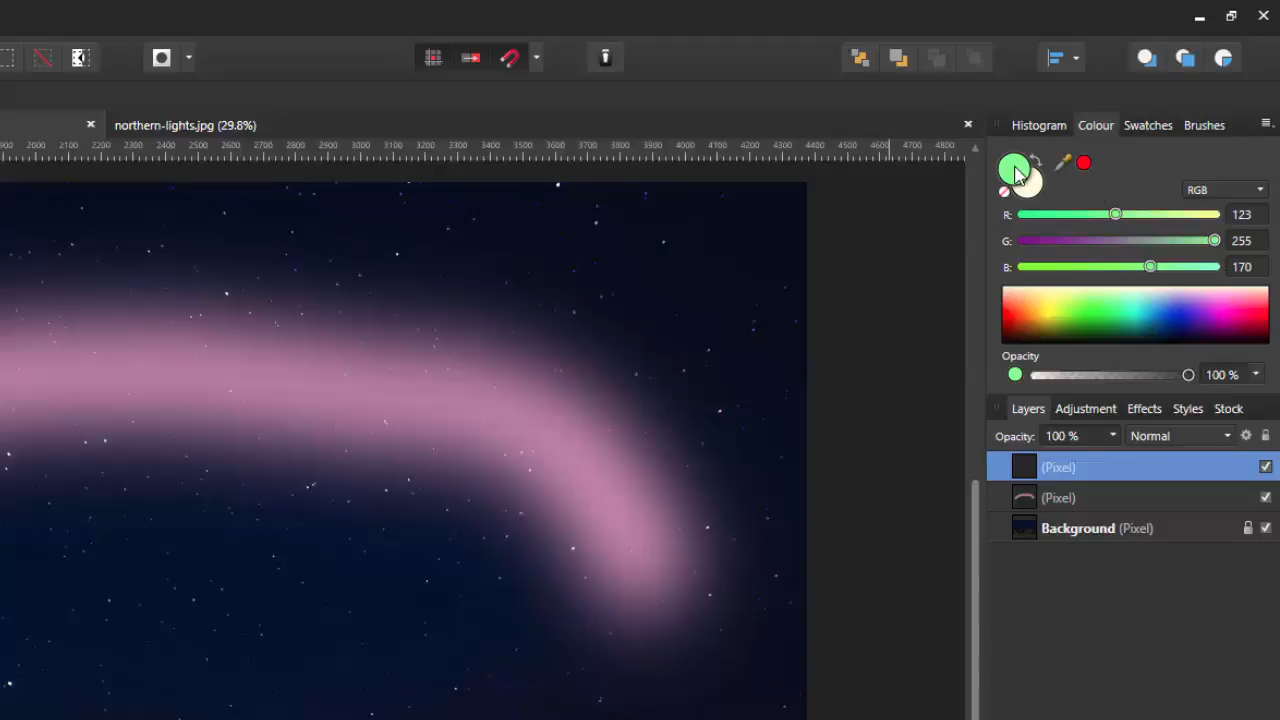 northern-lights.jpg (29.8%)
Histogram Colour Swatches Brushes
900 2000 2100 2200 2300 2400 2500 2600 2700 2800 2900 3000 3100 3200 3300 3400 3500 3600 3700 3800 3900 4000 4100 4200 4300 4400 4500 4600 4700 4800
RGB
R: 123
G: 255
B: 170
Opacity
100 %
Layers Adjustment Effects Styles Stock
Opacity: 100 % Normal
(Pixel)
(Pixel)
Background (Pixel)